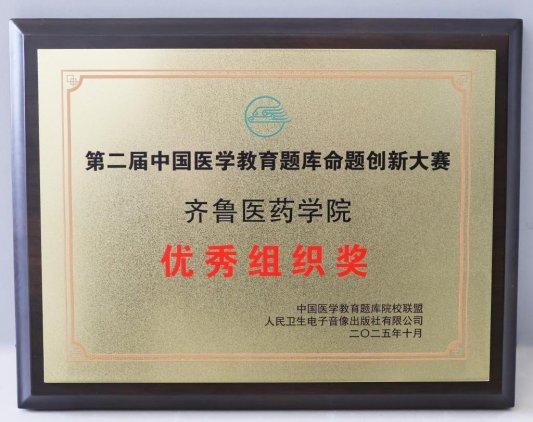 第二届中国医学教育题库命题创新大赛
齐鲁医药学院
优秀组织奖
中国医学教育题库院校联盟
人民卫生电子音像出版社有限公司
二〇二五年十月